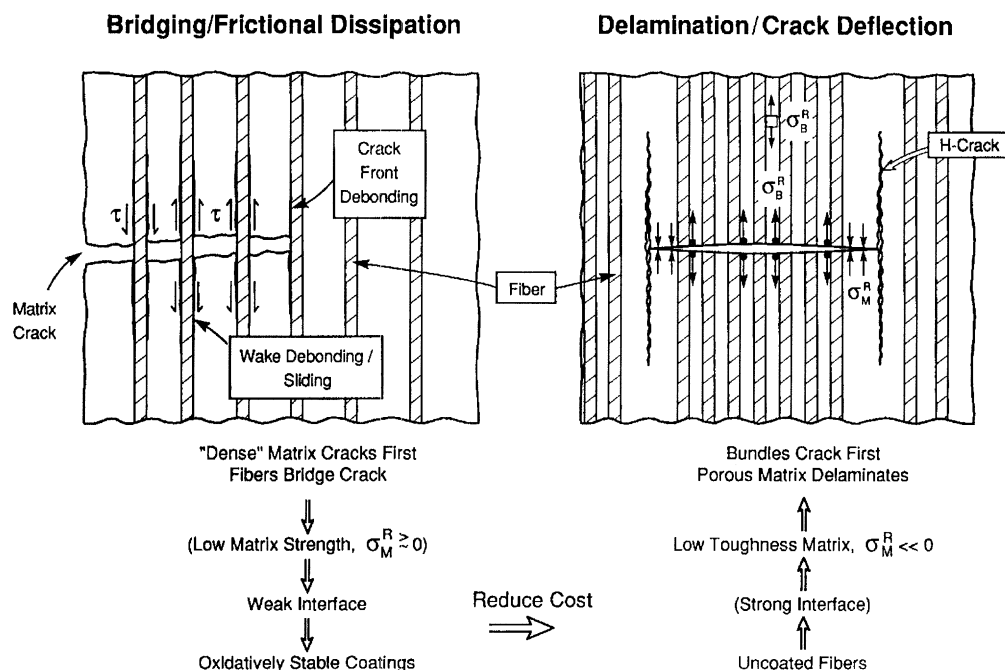 Bridging/Frictional Dissipation
τ
τ
Crack
Front
Debonding
Matrix
Crack
Wake Debonding /
Sliding
Fiber
"Dense" Matrix Cracks First
Fibers Bridge Crack
(Low Matrix Strength, σ_M^R ≳ 0)
Weak Interface
Oxidatively Stable Coatings
Reduce Cost
Delamination/Crack Deflection
σ_B^R
H-Crack
σ_B^R
σ_M^R
Bundles Crack First
Porous Matrix Delaminates
Low Toughness Matrix, σ_M^R << 0
(Strong Interface)
Uncoated Fibers